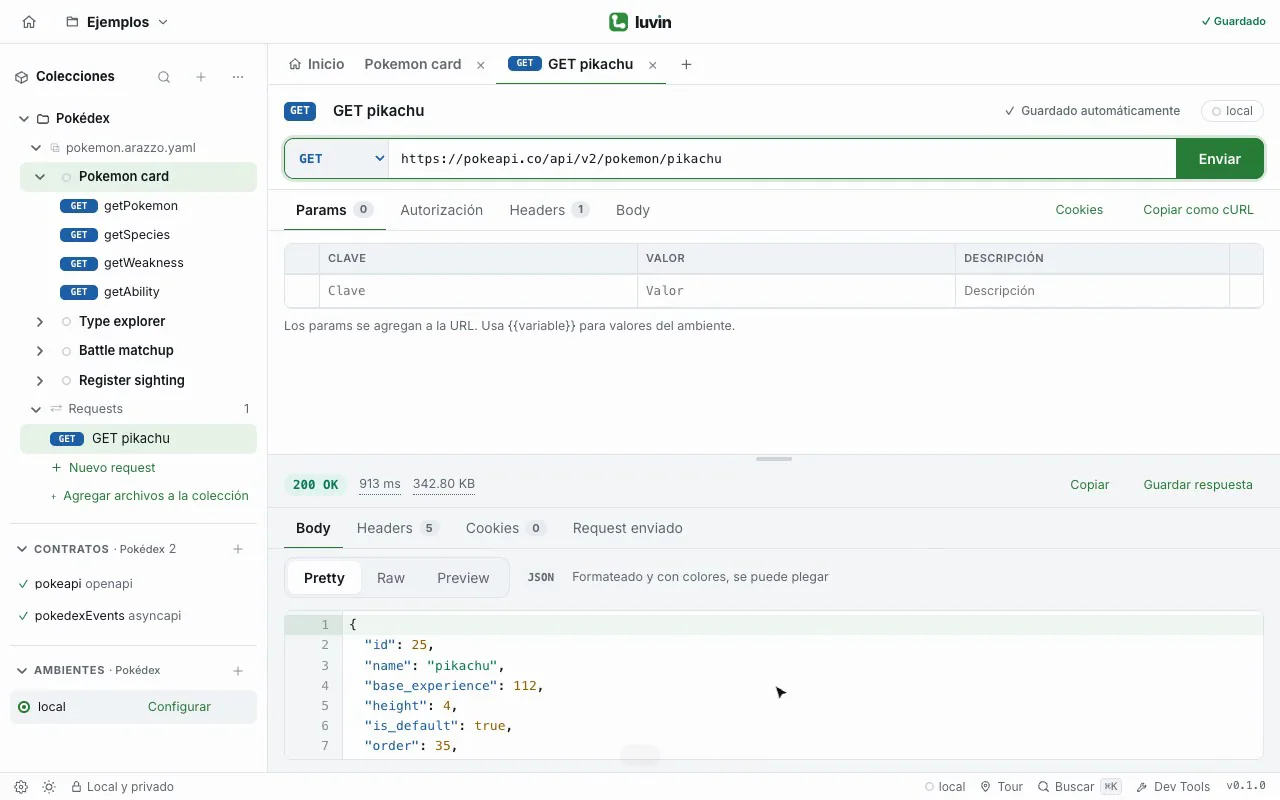 Ejemplos
luvin
Guardado
Colecciones
Inicio
Pokemon card
GET GET pikachu
Pokédex
pokemon.arazzo.yaml
Pokemon card
GET getPokemon
GET getSpecies
GET getWeakness
GET getAbility
Type explorer
Battle matchup
Register sighting
Requests 1
GET GET pikachu
Nuevo request
Agregar archivos a la colección
CONTRATOS · Pokédex 2
pokeapi openapi
pokedexEvents asyncapi
AMBIENTES · Pokédex
local Configurar
GET GET pikachu
Guardado automáticamente local
GET https://pokeapi.co/api/v2/pokemon/pikachu Enviar
Params 0 Autorización Headers 1 Body Cookies Copiar como cURL
CLAVE VALOR DESCRIPCIÓN
Clave Valor Descripción
Los params se agregan a la URL. Usa {{variable}} para valores del ambiente.
200 OK 913 ms 342.80 KB Copiar Guardar respuesta
Body Headers 5 Cookies 0 Request enviado
Pretty Raw Preview JSON Formateado y con colores, se puede plegar
1 {
2 "id": 25,
3 "name": "pikachu",
4 "base_experience": 112,
5 "height": 4,
6 "is_default": true,
7 "order": 35,
Local y privado
local Tour Buscar ⌘K Dev Tools v0.1.0